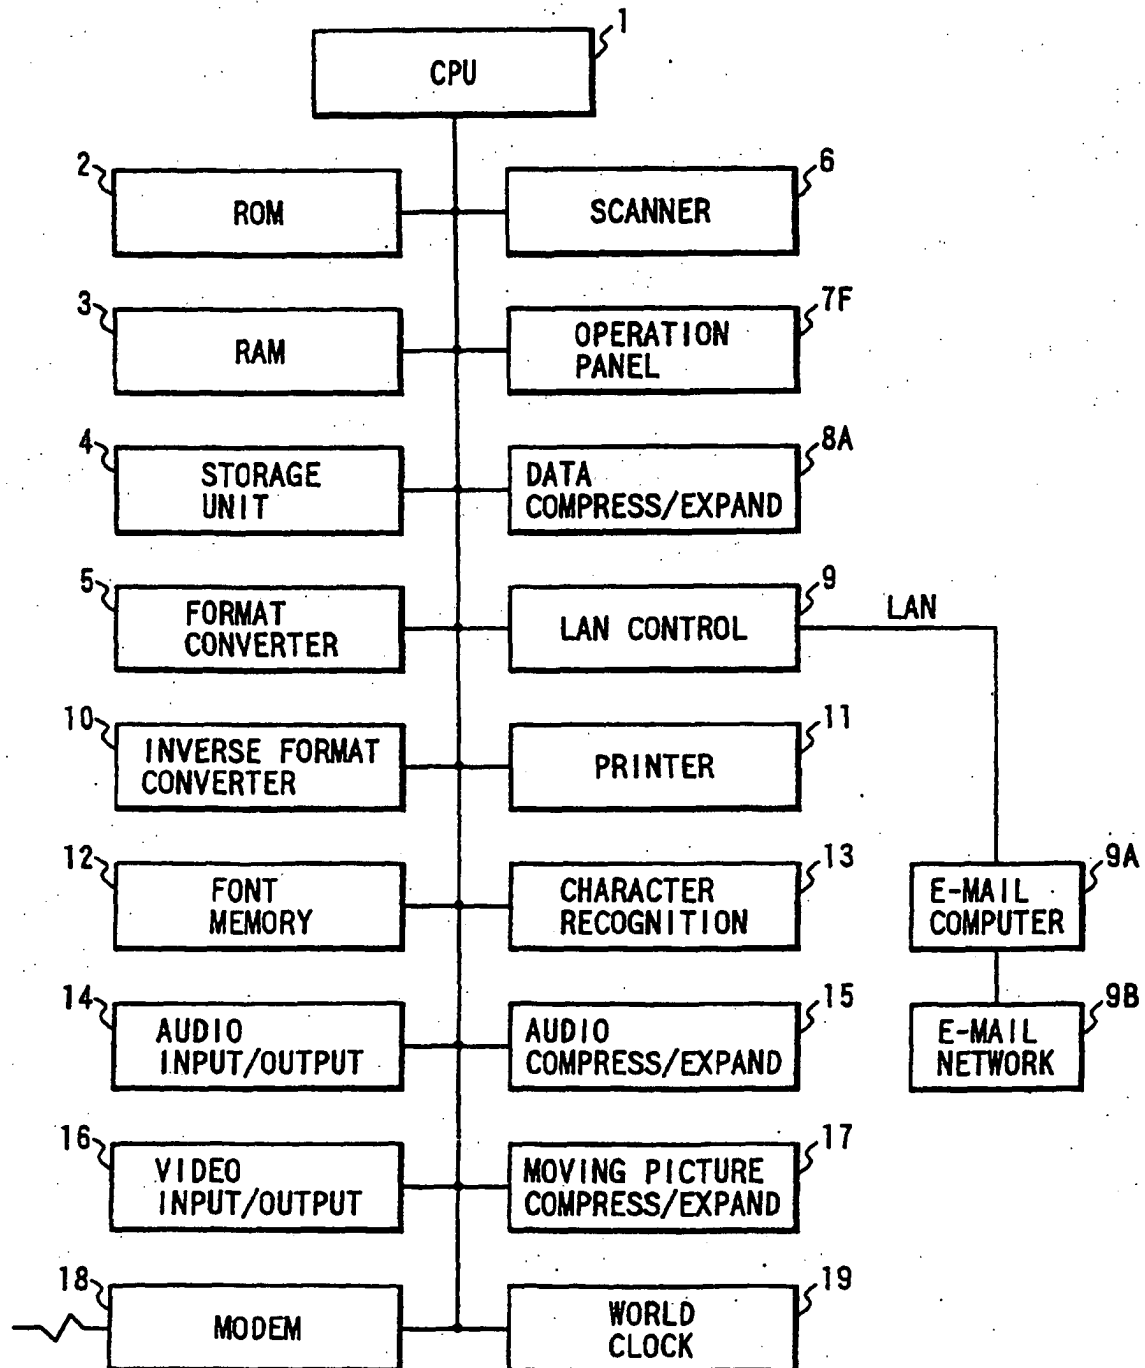 1
CPU
2
ROM
6
SCANNER
3
RAM
7F
OPERATION
PANEL
4
STORAGE
UNIT
8A
DATA
COMPRESS/EXPAND
5
FORMAT
CONVERTER
9
LAN CONTROL
LAN
10
INVERSE FORMAT
CONVERTER
11
PRINTER
12
FONT
MEMORY
13
CHARACTER
RECOGNITION
9A
E-MAIL
COMPUTER
14
AUDIO
INPUT/OUTPUT
15
AUDIO
COMPRESS/EXPAND
9B
E-MAIL
NETWORK
16
VIDEO
INPUT/OUTPUT
17
MOVING PICTURE
COMPRESS/EXPAND
18
MODEM
19
WORLD
CLOCK